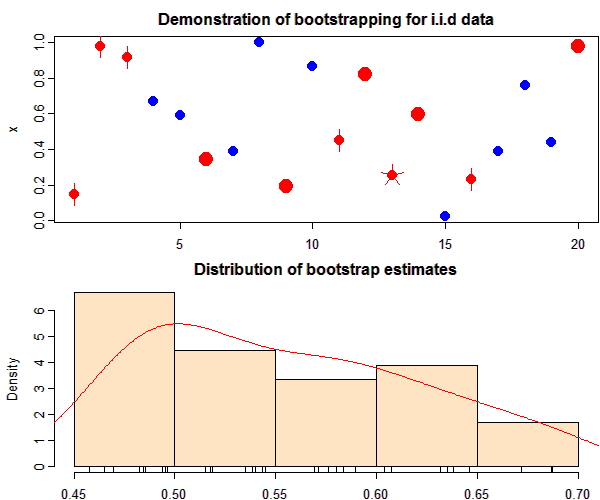 Demonstration of bootstrapping for i.i.d data
x
0.0 0.2 0.4 0.6 0.8 1.0
5 10 15 20
Distribution of bootstrap estimates
Density
0 1 2 3 4 5 6
0.45 0.50 0.55 0.60 0.65 0.70